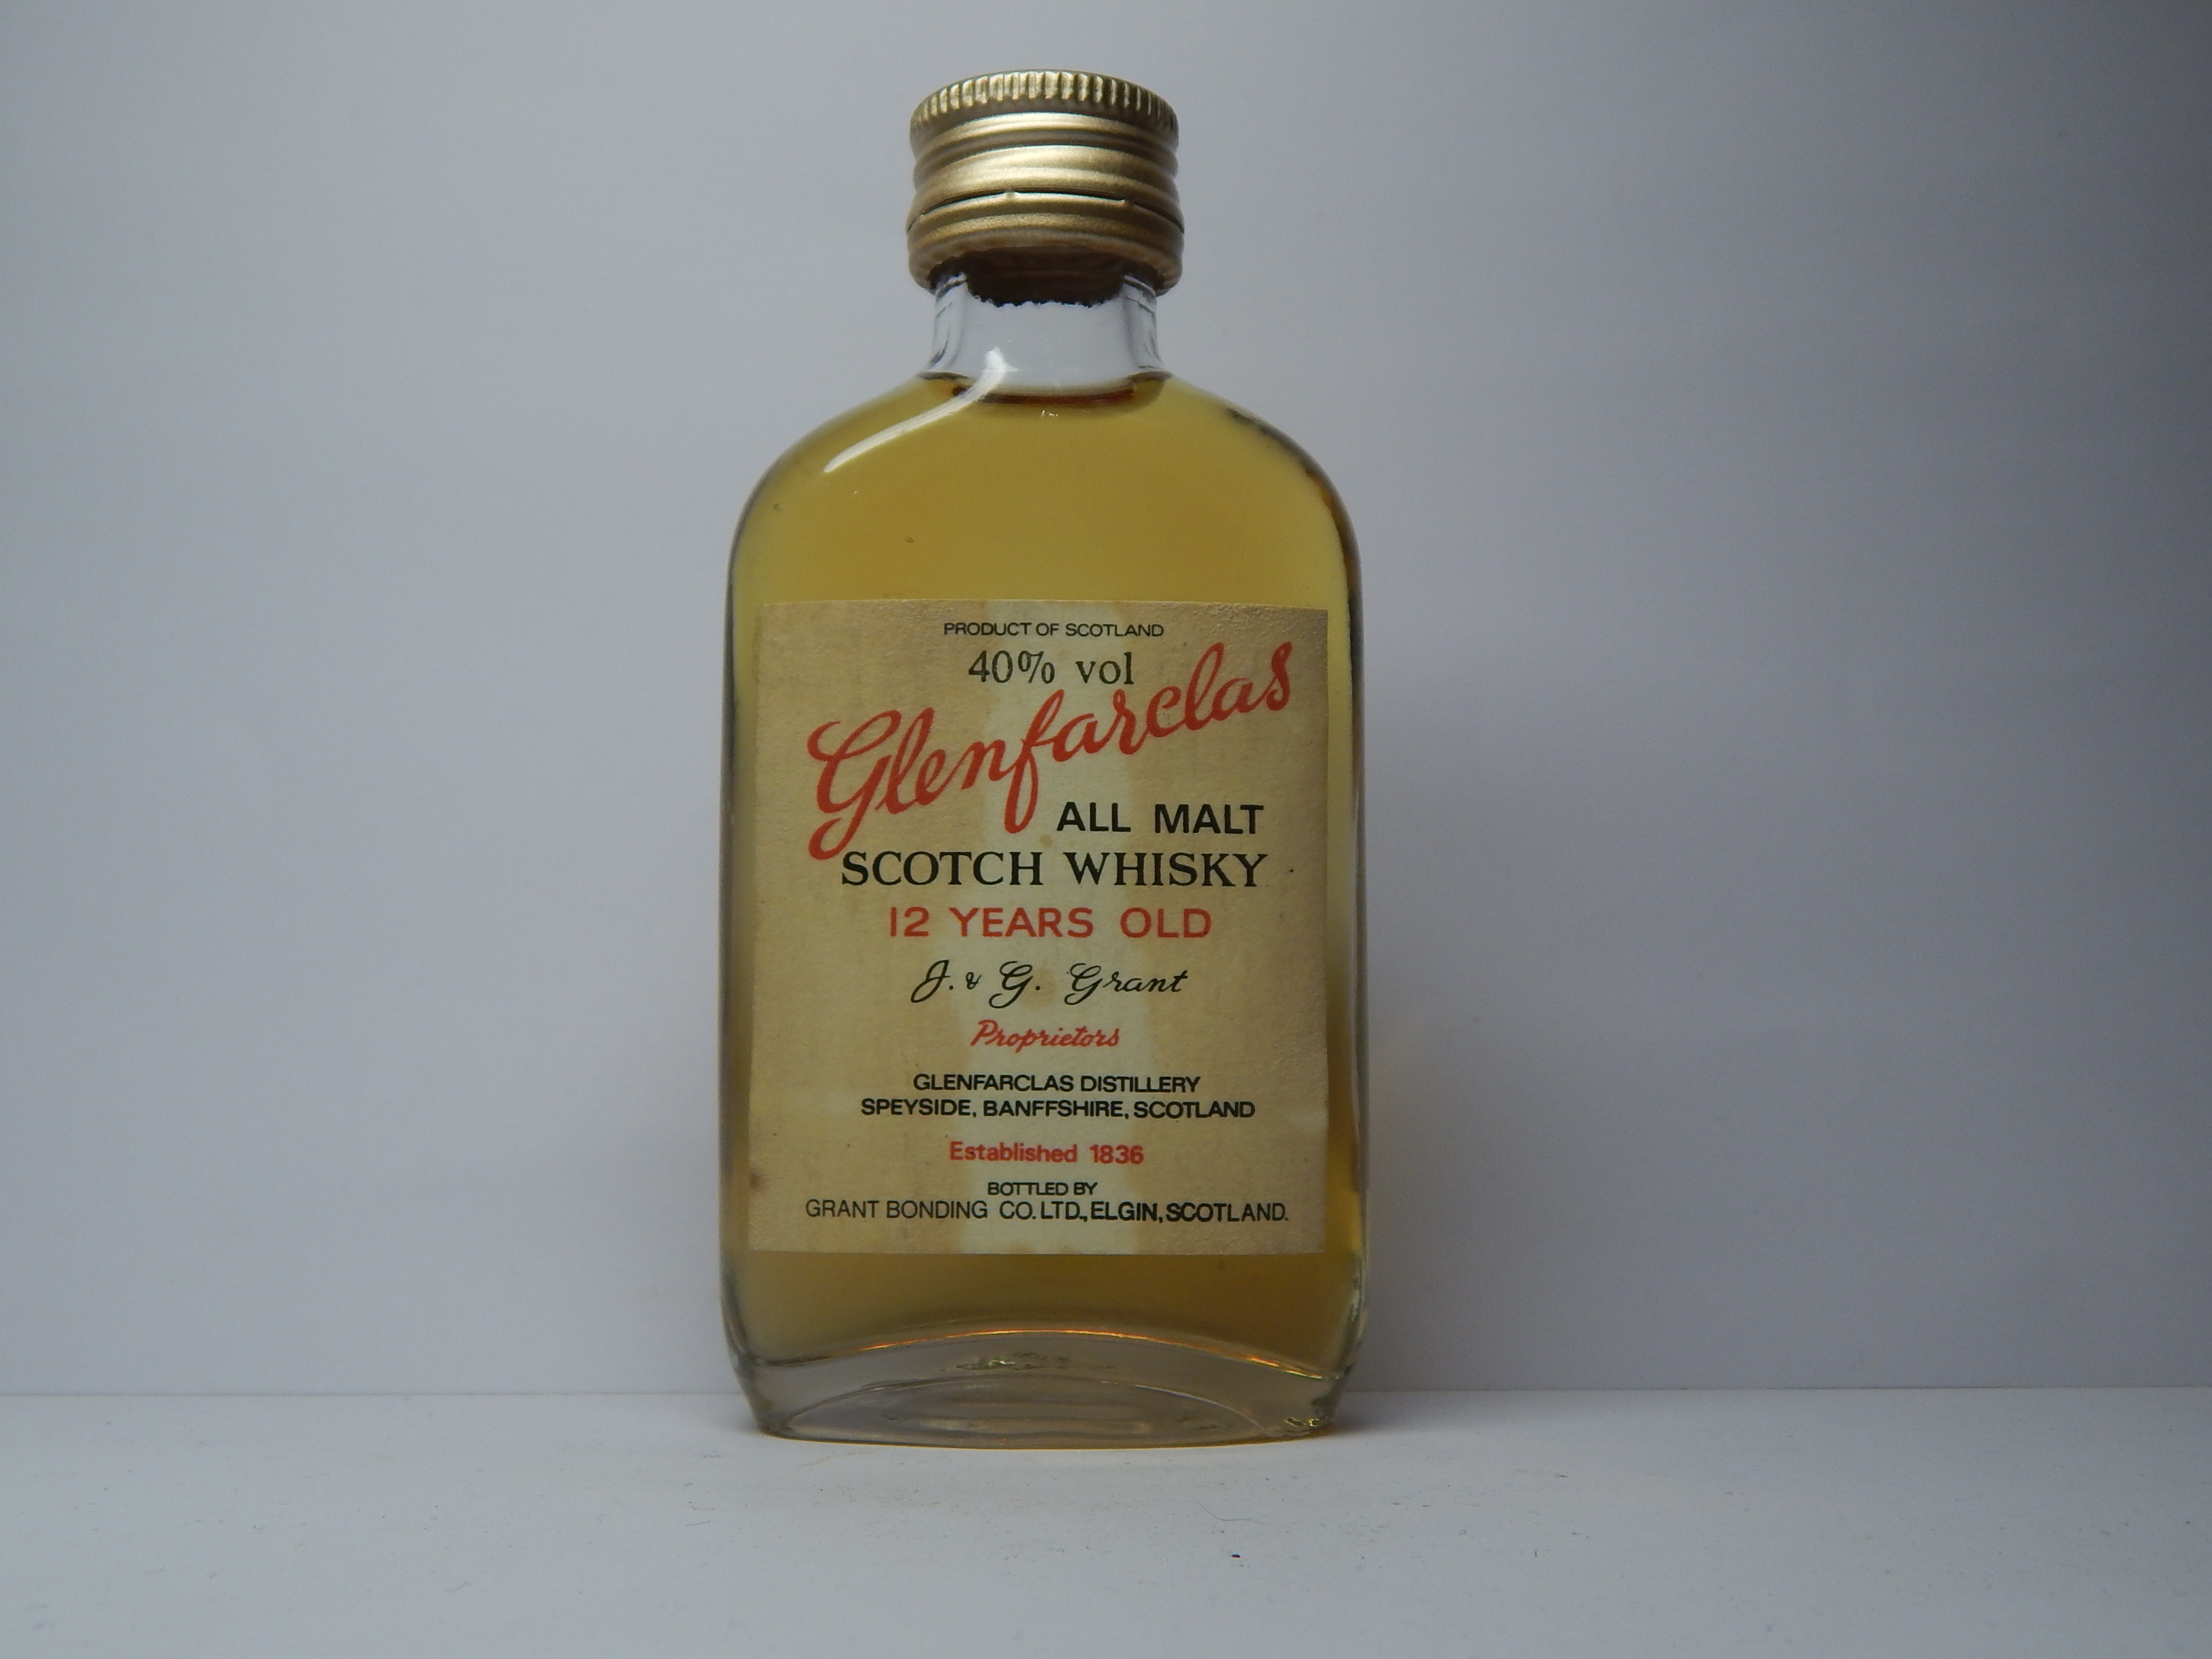 PRODUCT OF SCOTLAND
40% vol
Glenfarclas
ALL MALT
SCOTCH WHISKY
12 YEARS OLD
J. & G. Grant
Proprietors
GLENFARCLAS DISTILLERY
SPEYSIDE, BANFFSHIRE, SCOTLAND
Established 1836
BOTTLED BY
GRANT BONDING CO. LTD., ELGIN, SCOTLAND.